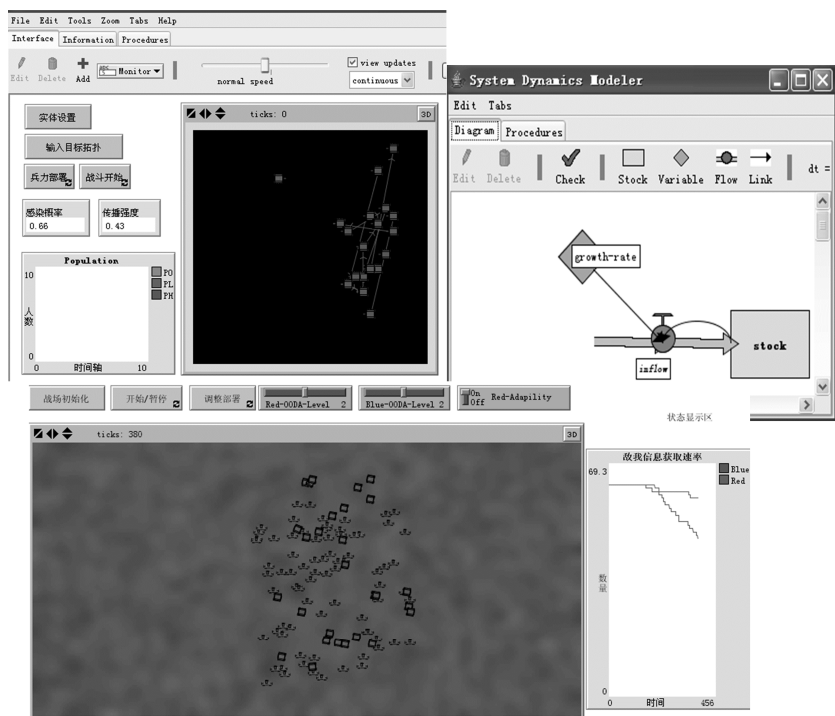 File Edit Tools Zoom Tabs Help
Interface Information Procedures
Edit Delete Add Monitor normal speed view updates continuous
实体设置
输入目标拓扑
兵力部署 战斗开始
感染概率 传播强度
0.66 0.43
Population
10
人数
0
0 时间轴 10
PO
PL
PH
ticks: 0 3D
System Dynamics Modeler
Edit Tabs
Diagram Procedures
Edit Delete Check Stock Variable Flow Link dt =
growth-rate
stock
inflow
战场初始化 开始/暂停 调整部署 Red-OODA-Level 2 Blue-OODA-Level 2 On Off Red-Adapility
状态显示区
ticks: 380 3D
敌我信息获取速率
69.3
数量
0
0 时间 456
Blue
Red